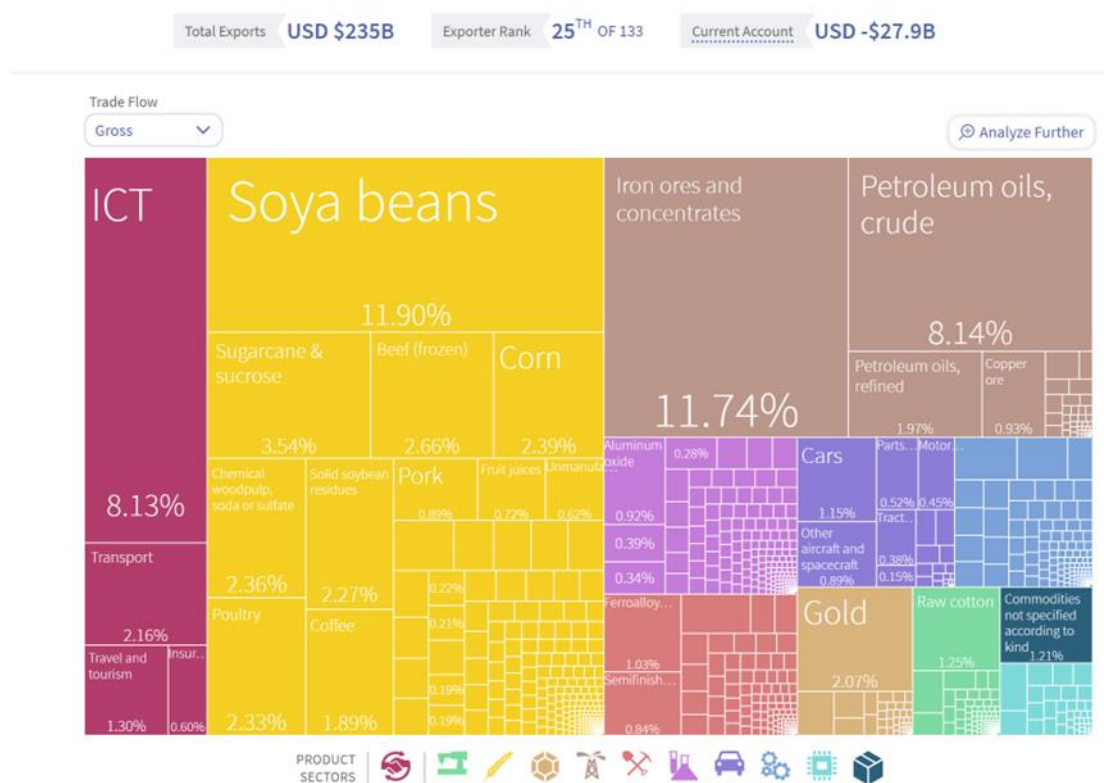 Total Exports USD $235B Exporter Rank 25TH OF 133 Current Account USD -$27.9B
Trade Flow
Gross
Analyze Further
ICT
8.13%
Transport
2.16%
Travel and
tourism
1.30%
Insur...
0.60%
Soya beans
11.90%
Sugarcane &
sucrose
3.54%
Beef (frozen)
2.66%
Corn
2.39%
Chemical
woodpulp,
soda or sulfate
2.36%
Solid soybean
residues
2.27%
Pork
0.89%
Fruit juices
0.72%
Unmanufa...
0.62%
Poultry
2.33%
Coffee
1.89%
0.22%
0.21%
0.19%
0.19%
Iron ores and
concentrates
11.74%
Petroleum oils,
crude
8.14%
Petroleum oils,
refined
1.97%
Copper
ore
0.93%
Aluminum
oxide
0.92%
0.28%
0.39%
0.34%
Cars
1.15%
Parts...
0.52%
Motor...
0.45%
Other
aircraft and
spacecraft
0.89%
Tract...
0.38%
0.15%
Ferroalloy...
1.03%
Semifinish...
0.84%
Gold
2.07%
Raw cotton
1.25%
Commodities
not specified
according to
kind
1.21%
PRODUCT
SECTORS